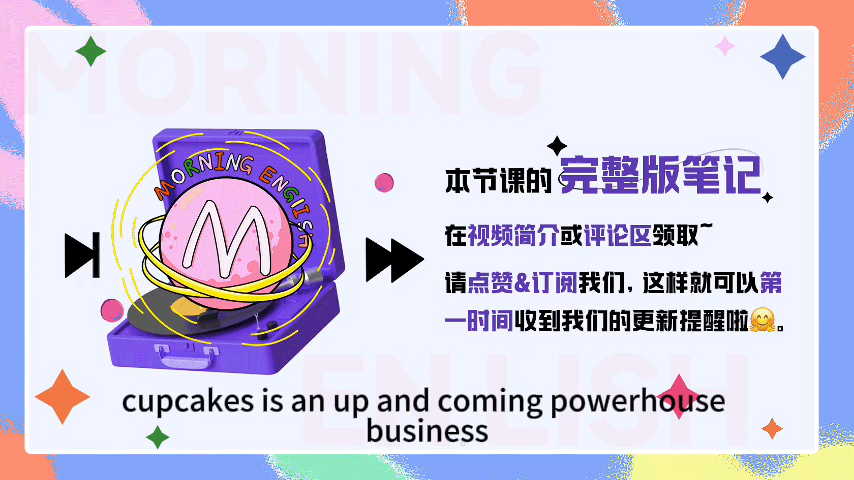 MORNING
MORNING ENGlISH
M
本节课的 完整版笔记
在视频简介或评论区领取~
请点赞&订阅我们，这样就可以第
一时间收到我们的更新提醒啦🤗。
EN LISH
cupcakes is an up and coming powerhouse
business